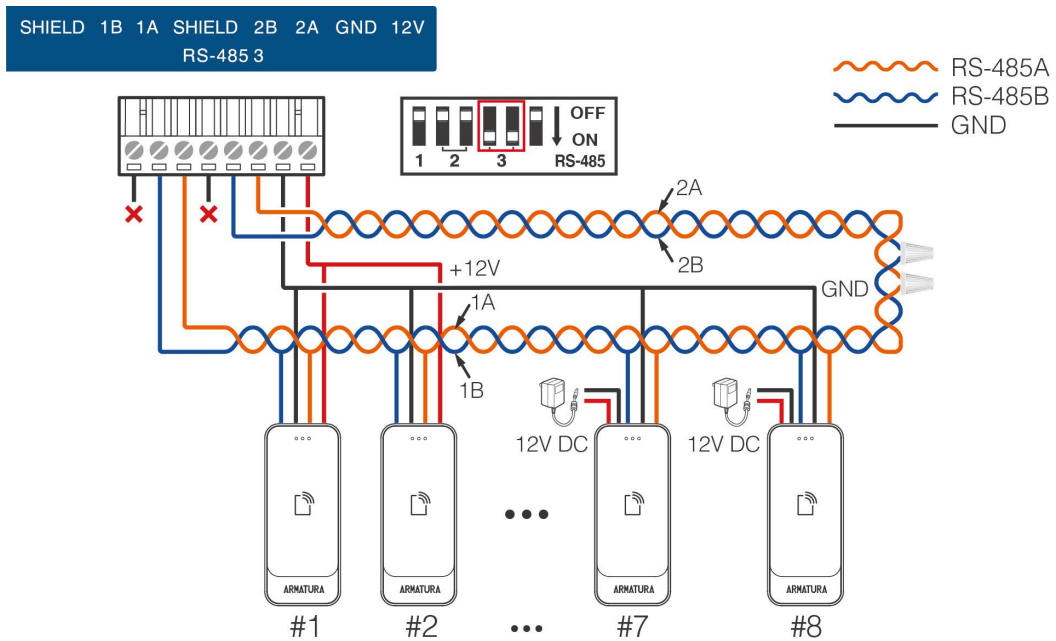 SHIELD 1B 1A SHIELD 2B 2A GND 12V
RS-485 3
RS-485A
RS-485B
GND
OFF
ON
1 2 3 RS-485
2A
2B
+12V
GND
1A
1B
12V DC
12V DC
ARMATURA
ARMATURA
ARMATURA
ARMATURA
#1 #2 ... #7 #8